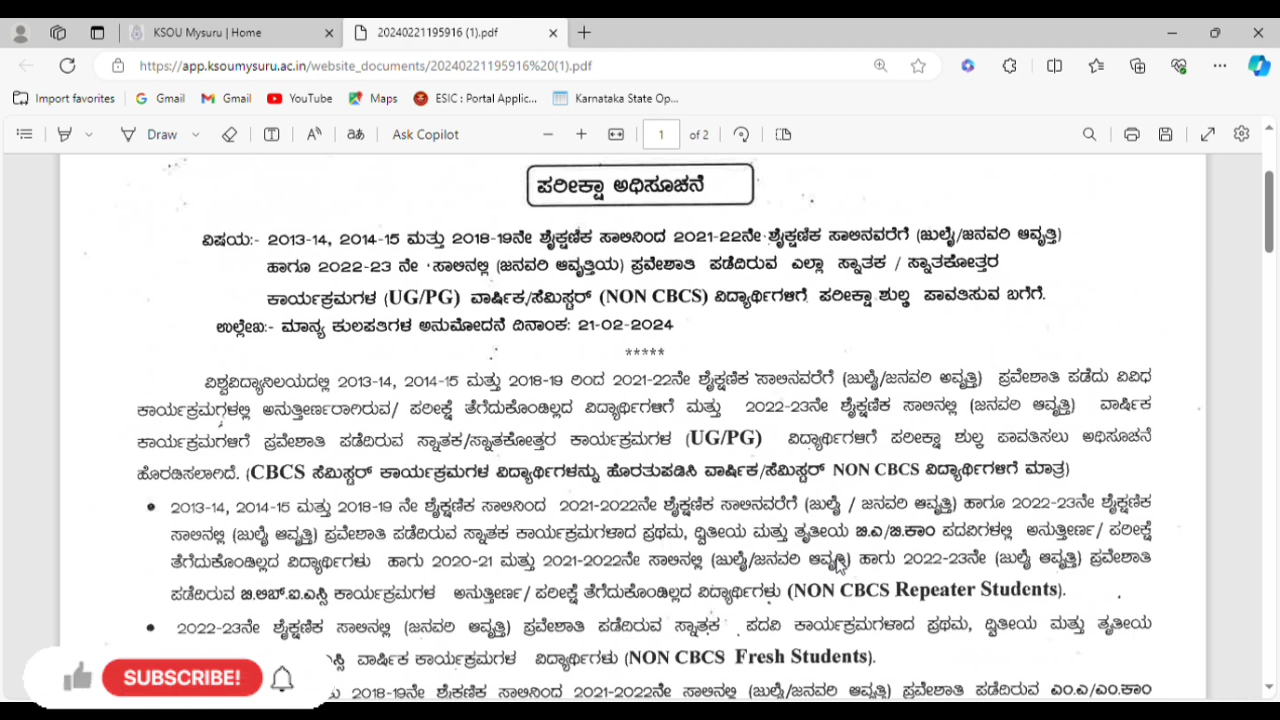 KSOU Mysuru | Home
20240221195916 (1).pdf
https://app.ksoumysuru.ac.in/website_documents/20240221195916%20(1).pdf
Import favorites
Gmail
Gmail
YouTube
Maps
ESIC : Portal Applic...
Karnataka State Op...
Draw
Ask Copilot
1 of 2
ಪರೀಕ್ಷಾ ಅಧಿಸೂಚನೆ
ವಿಷಯ:- 2013-14, 2014-15 ಮತ್ತು 2018-19ನೇ ಶೈಕ್ಷಣಿಕ ಸಾಲಿನಿಂದ 2021-22ನೇ ಶೈಕ್ಷಣಿಕ ಸಾಲಿನವರೆಗೆ (ಜುಲೈ/ಜನವರಿ ಆವೃತ್ತಿ)
ಹಾಗೂ 2022-23 ನೇ ಸಾಲಿನಲ್ಲಿ (ಜನವರಿ ಆವೃತ್ತಿಯ) ಪ್ರವೇಶಾತಿ ಪಡೆದಿರುವ ಎಲ್ಲಾ ಸ್ನಾತಕ / ಸ್ನಾತಕೋತ್ತರ
ಕಾರ್ಯಕ್ರಮಗಳ (UG/PG) ವಾರ್ಷಿಕ/ಸೆಮಿಸ್ಟರ್ (NON CBCS) ವಿದ್ಯಾರ್ಥಿಗಳಿಗೆ ಪರೀಕ್ಷಾ ಶುಲ್ಕ ಪಾವತಿಸುವ ಬಗೆಗೆ.
ಉಲ್ಲೇಖ:- ಮಾನ್ಯ ಕುಲಪತಿಗಳ ಅನುಮೋದನೆ ದಿನಾಂಕ: 21-02-2024
*****
ವಿಶ್ವವಿದ್ಯಾನಿಲಯದಲ್ಲಿ 2013-14, 2014-15 ಮತ್ತು 2018-19 ರಿಂದ 2021-22ನೇ ಶೈಕ್ಷಣಿಕ ಸಾಲಿನವರೆಗೆ (ಜುಲೈ/ಜನವರಿ ಅವೃತ್ತಿ) ಪ್ರವೇಶಾತಿ ಪಡೆದು ವಿವಿಧ
ಕಾರ್ಯಕ್ರಮಗಳಲ್ಲಿ ಅನುತ್ತೀರ್ಣರಾಗಿರುವ/ ಪರೀಕ್ಷೆ ತೆಗೆದುಕೊಂಡಿಲ್ಲದ ವಿದ್ಯಾರ್ಥಿಗಳಿಗೆ ಮತ್ತು 2022-23ನೇ ಶೈಕ್ಷಣಿಕ ಸಾಲಿನಲ್ಲಿ (ಜನವರಿ ಆವೃತ್ತಿ) ವಾರ್ಷಿಕ
ಕಾರ್ಯಕ್ರಮಗಳಿಗೆ ಪ್ರವೇಶಾತಿ ಪಡೆದಿರುವ ಸ್ನಾತಕ/ಸ್ನಾತಕೋತ್ತರ ಕಾರ್ಯಕ್ರಮಗಳ (UG/PG) ವಿದ್ಯಾರ್ಥಿಗಳಿಗೆ ಪರೀಕ್ಷಾ ಶುಲ್ಕ ಪಾವತಿಸಲು ಅಧಿಸೂಚನೆ
ಹೊರಡಿಸಲಾಗಿದೆ. (CBCS ಸೆಮಿಸ್ಟರ್ ಕಾರ್ಯಕ್ರಮಗಳ ವಿದ್ಯಾರ್ಥಿಗಳನ್ನು ಹೊರತುಪಡಿಸಿ ವಾರ್ಷಿಕ/ಸೆಮಿಸ್ಟರ್ NON CBCS ವಿದ್ಯಾರ್ಥಿಗಳಿಗೆ ಮಾತ್ರ)
• 2013-14, 2014-15 ಮತ್ತು 2018-19 ನೇ ಶೈಕ್ಷಣಿಕ ಸಾಲಿನಿಂದ 2021-2022ನೇ ಶೈಕ್ಷಣಿಕ ಸಾಲಿನವರೆಗೆ (ಜುಲೈ / ಜನವರಿ ಆವೃತ್ತಿ) ಹಾಗೂ 2022-23ನೇ ಶೈಕ್ಷಣಿಕ
ಸಾಲಿನಲ್ಲಿ (ಜುಲೈ ಆವೃತ್ತಿ) ಪ್ರವೇಶಾತಿ ಪಡೆದಿರುವ ಸ್ನಾತಕ ಕಾರ್ಯಕ್ರಮಗಳಾದ ಪ್ರಥಮ, ದ್ವಿತೀಯ ಮತ್ತು ತೃತೀಯ ಬಿ.ಎ/ಬಿ.ಕಾಂ ಪದವಿಗಳಲ್ಲಿ ಅನುತ್ತೀರ್ಣ/ ಪರೀಕ್ಷೆ
ತೆಗೆದುಕೊಂಡಿಲ್ಲದ ವಿದ್ಯಾರ್ಥಿಗಳು ಹಾಗು 2020-21 ಮತ್ತು 2021-2022ನೇ ಸಾಲಿನಲ್ಲಿ (ಜುಲೈ/ಜನವರಿ ಆವೃತ್ತಿ) ಹಾಗು 2022-23ನೇ (ಜುಲೈ ಆವೃತ್ತಿ) ಪ್ರವೇಶಾತಿ
ಪಡೆದಿರುವ ಬಿ.ಲಿಬ್.ಐ.ಎಸ್ಸಿ ಕಾರ್ಯಕ್ರಮಗಳ ಅನುತ್ತೀರ್ಣ/ ಪರೀಕ್ಷೆ ತೆಗೆದುಕೊಂಡಿಲ್ಲದ ವಿದ್ಯಾರ್ಥಿಗಳು (NON CBCS Repeater Students).
• 2022-23ನೇ ಶೈಕ್ಷಣಿಕ ಸಾಲಿನಲ್ಲಿ (ಜನವರಿ ಆವೃತ್ತಿ) ಪ್ರವೇಶಾತಿ ಪಡೆದಿರುವ ಸ್ನಾತಕ ಪದವಿ ಕಾರ್ಯಕ್ರಮಗಳಾದ ಪ್ರಥಮ, ದ್ವಿತೀಯ ಮತ್ತು ತೃತೀಯ
ವಾರ್ಷಿಕ ಕಾರ್ಯಕ್ರಮಗಳ ವಿದ್ಯಾರ್ಥಿಗಳು (NON CBCS Fresh Students).
SUBSCRIBE!
2018-19ನೇ ಶೈಕ್ಷಣಿಕ ಸಾಲಿನಿಂದ 2021-2022ನೇ ಸಾಲಿನಲ್ಲಿ (ಜುಲೈ/ಜನವರಿ ಆವೃತ್ತಿ) ಪ್ರವೇಶಾತಿ ಪಡೆದಿರುವ ಎಂ.ಎ/ಎಂ.ಕಾಂ